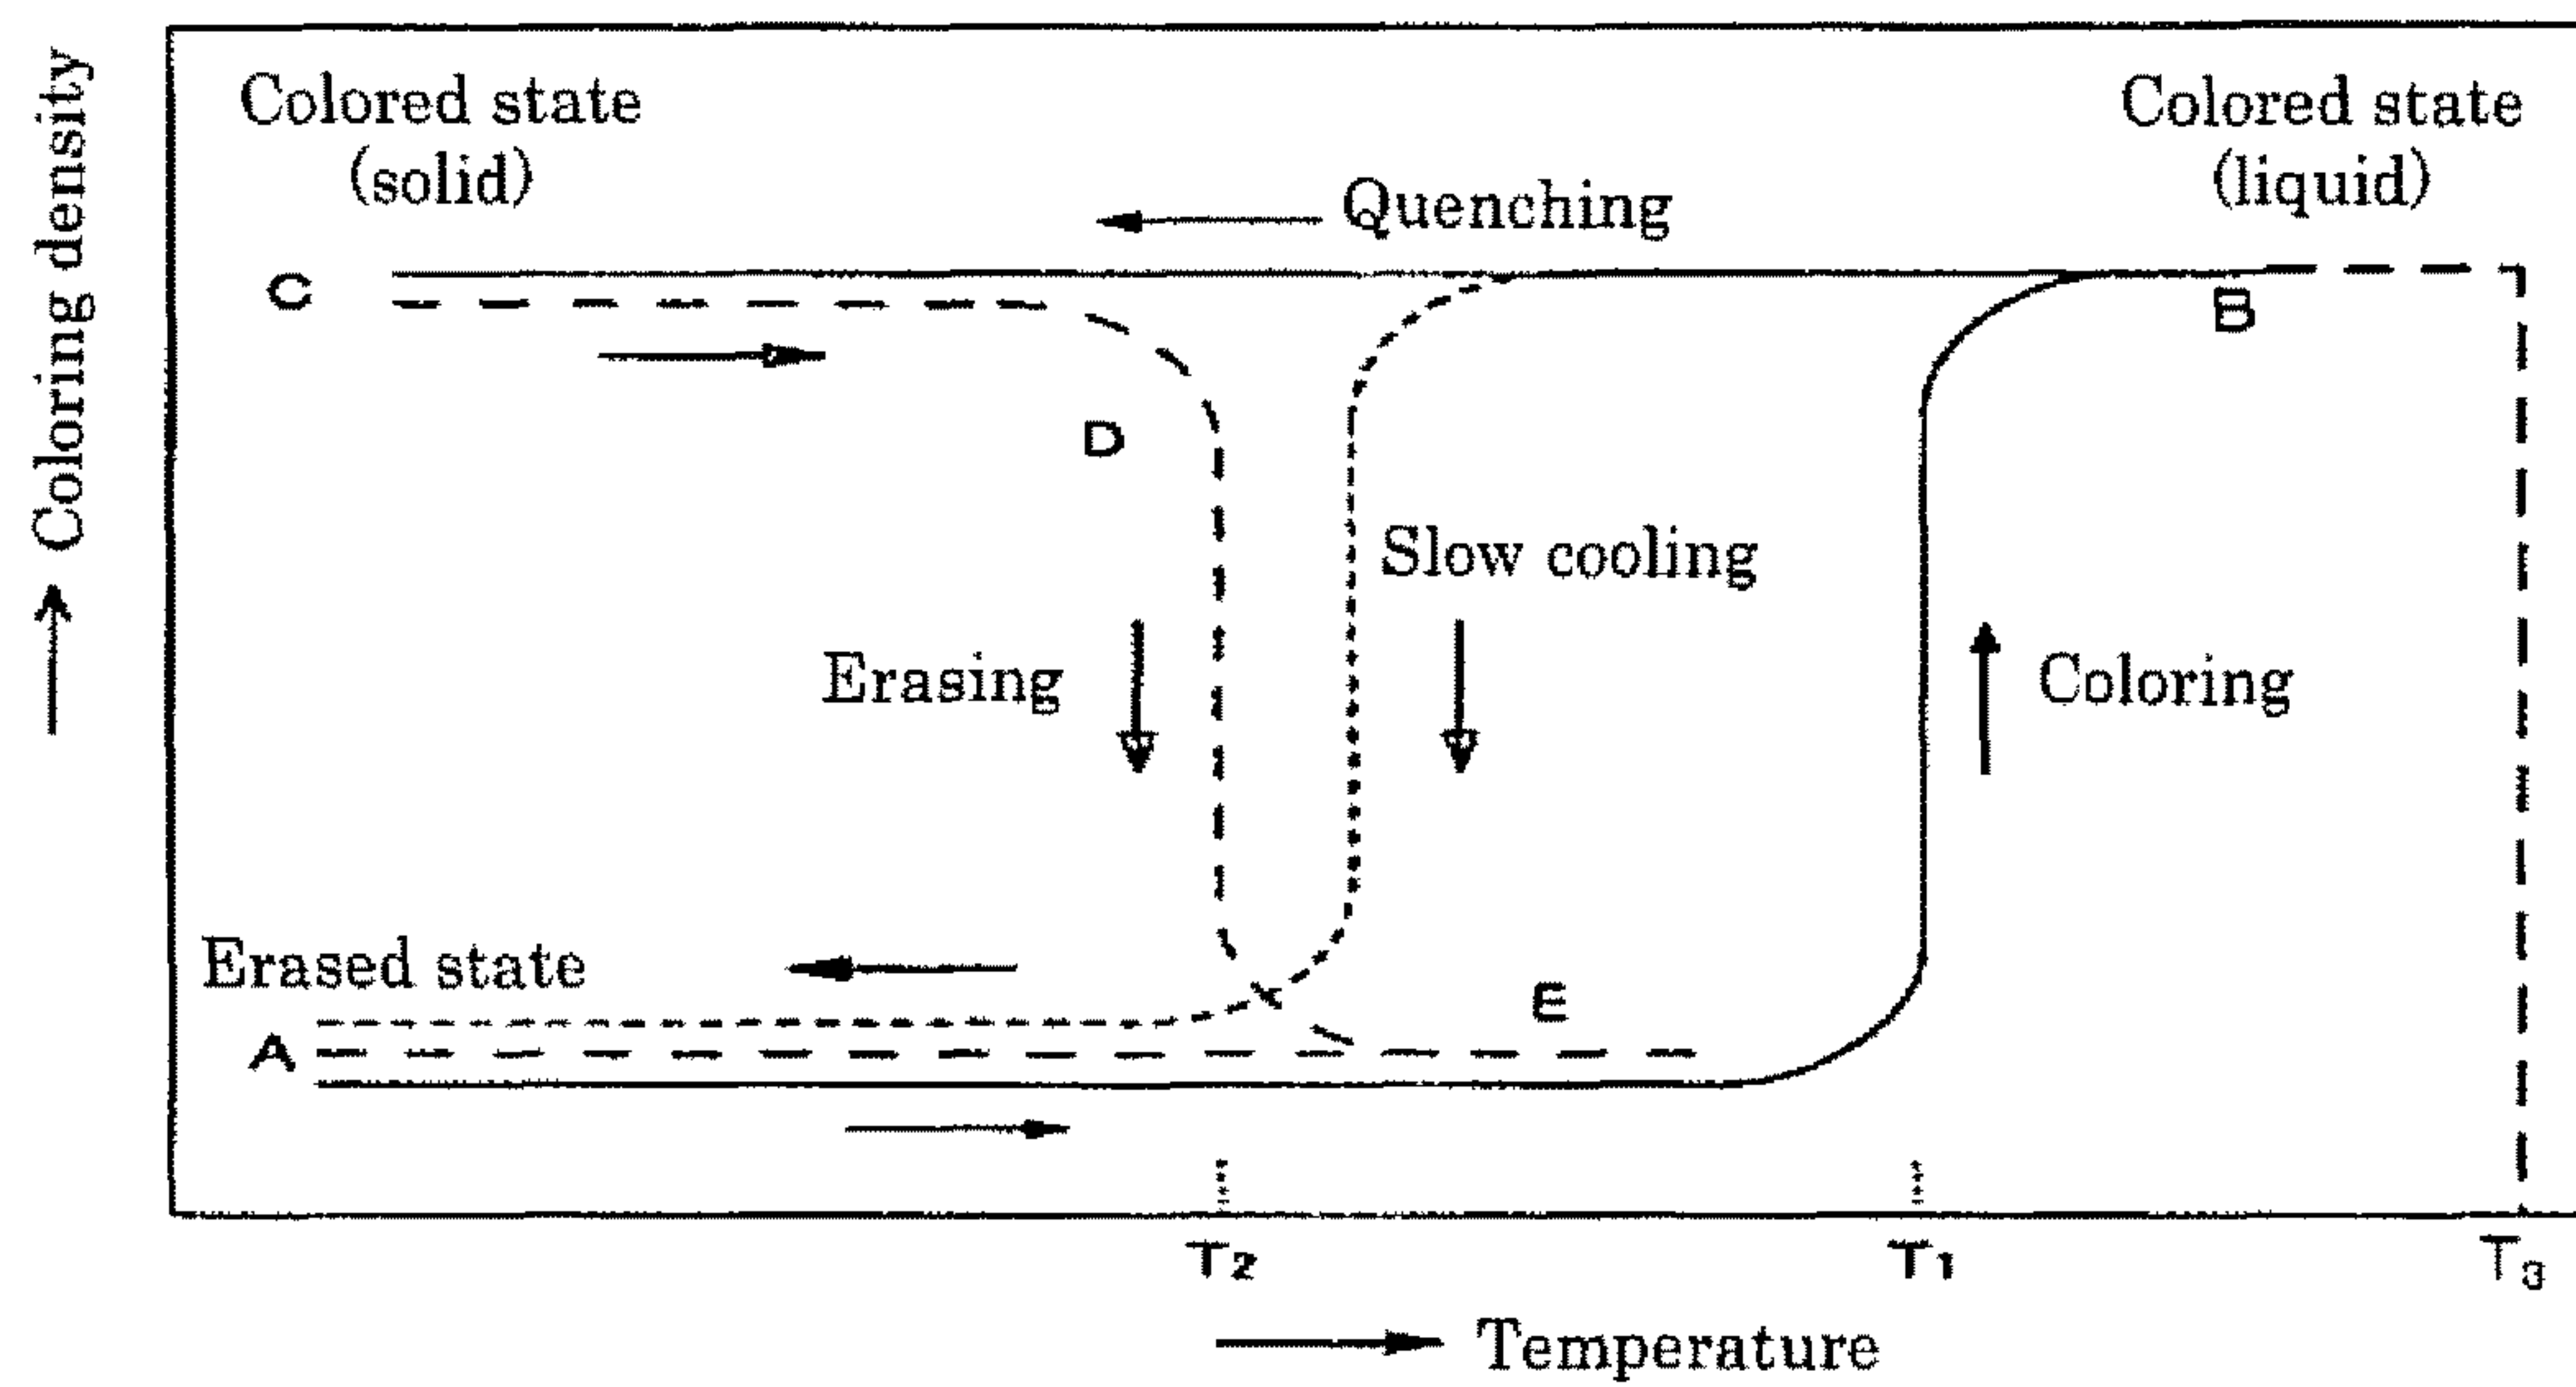 Coloring density
Colored state
(solid)
Colored state
(liquid)
Quenching
C
B
D
Slow cooling
Erasing
Coloring
Erased state
E
A
T2
T1
T3
Temperature